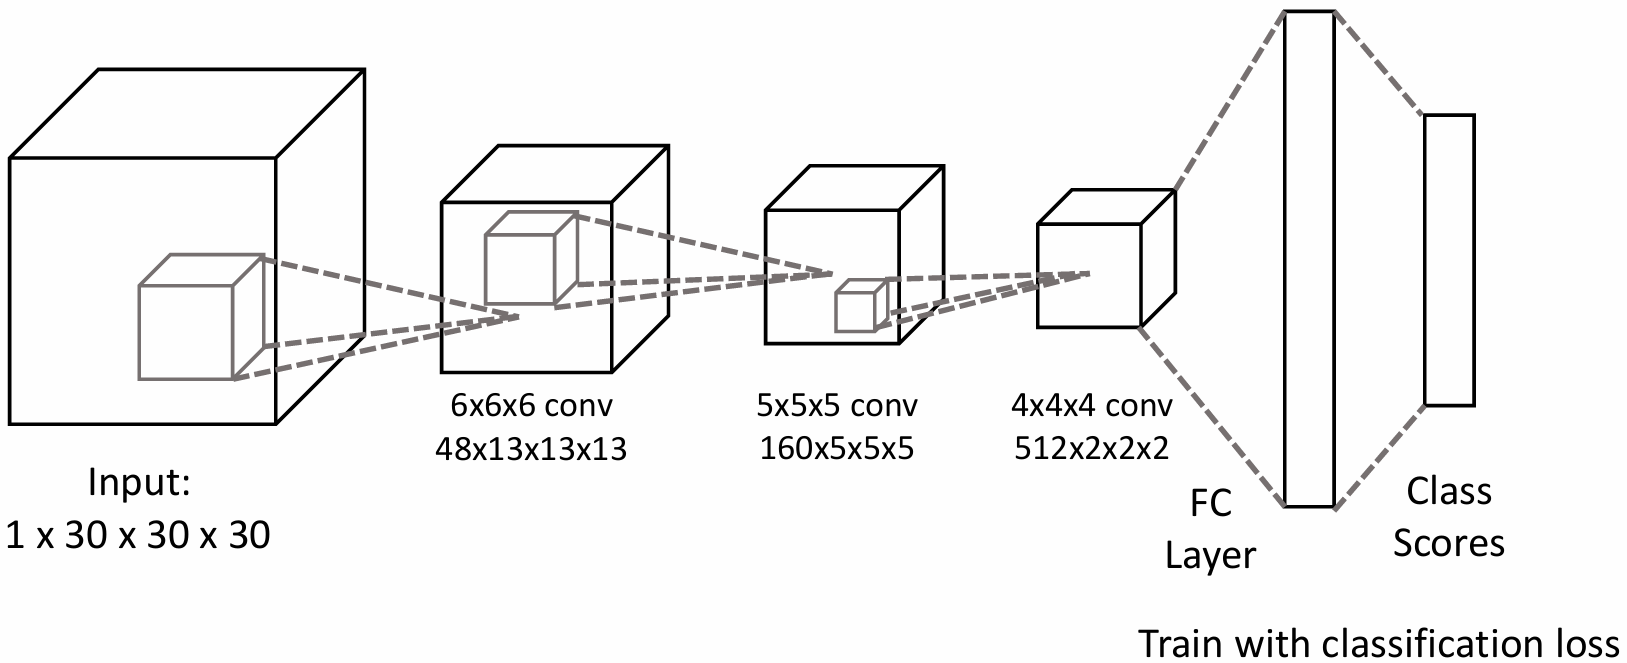 Input:
1 x 30 x 30 x 30
6x6x6 conv
48x13x13x13
5x5x5 conv
160x5x5x5
4x4x4 conv
512x2x2x2
FC
Layer
Class
Scores
Train with classification loss